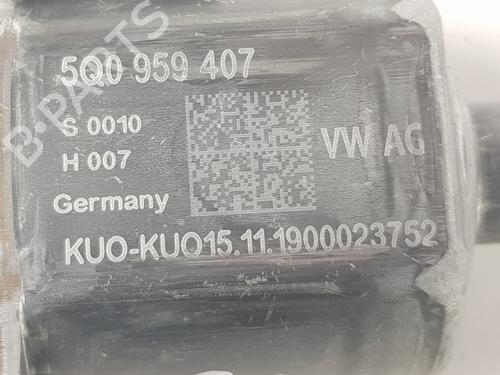 5Q0 959 407
S 0010
H 007
VW AG
Germany
KUO-KUO15.11.1900023752
B-PARTS